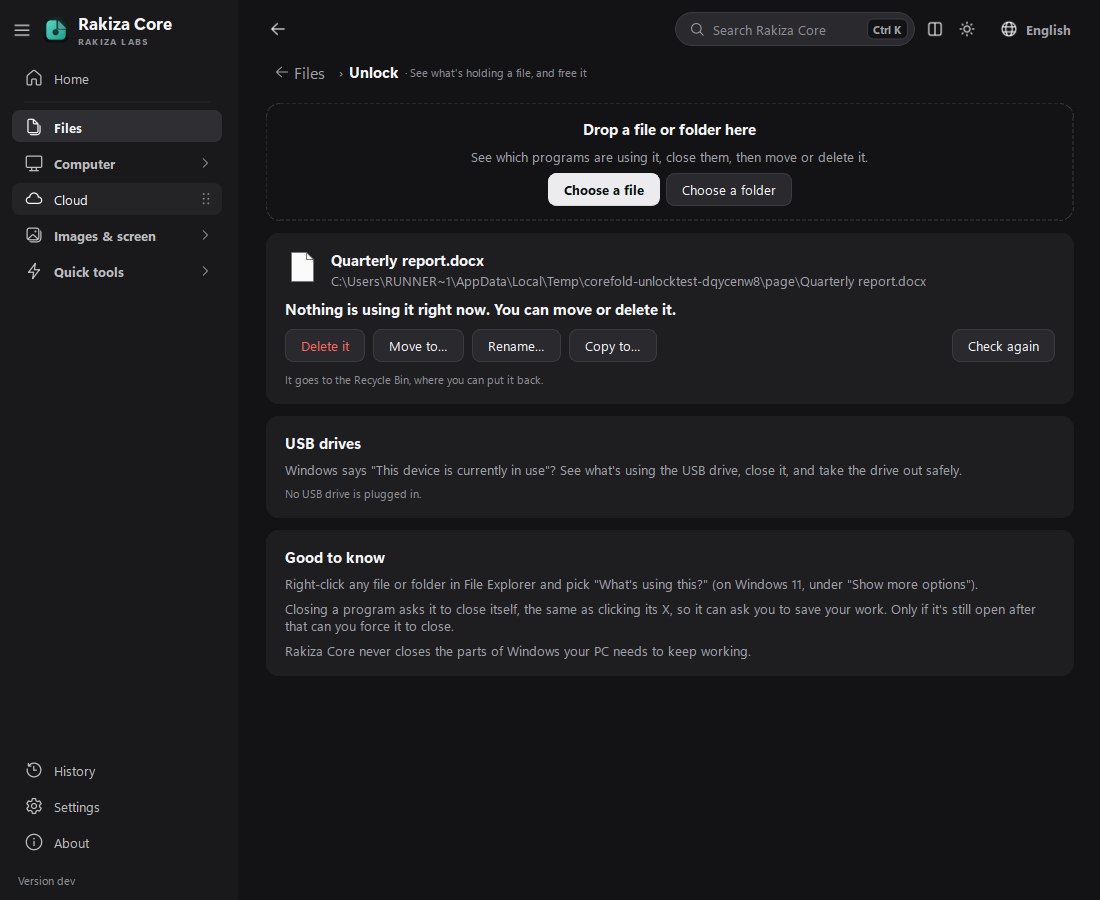 Rakiza Core
RAKIZA LABS
Search Rakiza Core
Ctrl K
English
Home
Files
Computer
Cloud
Images & screen
Quick tools
Files › Unlock · See what's holding a file, and free it
Drop a file or folder here
See which programs are using it, close them, then move or delete it.
Choose a file
Choose a folder
Quarterly report.docx
C:\Users\RUNNER~1\AppData\Local\Temp\corefold-unlocktest-dqycenw8\page\Quarterly report.docx
Nothing is using it right now. You can move or delete it.
Delete it
Move to...
Rename...
Copy to...
Check again
It goes to the Recycle Bin, where you can put it back.
USB drives
Windows says "This device is currently in use"? See what's using the USB drive, close it, and take the drive out safely.
No USB drive is plugged in.
Good to know
Right-click any file or folder in File Explorer and pick "What's using this?" (on Windows 11, under "Show more options").
Closing a program asks it to close itself, the same as clicking its X, so it can ask you to save your work. Only if it's still open after
that can you force it to close.
Rakiza Core never closes the parts of Windows your PC needs to keep working.
History
Settings
About
Version dev